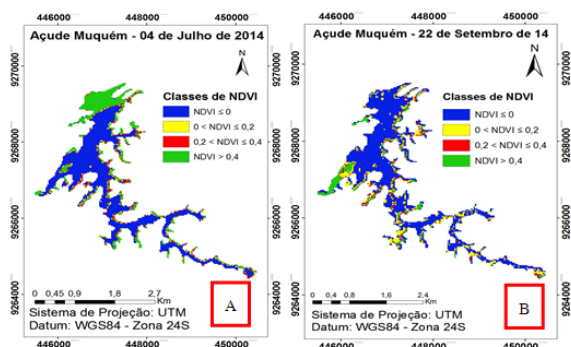 446000 448000 450000
Açude Muquém - 04 de Julho de 2014
N
Classes de NDVI
NDVI ≤ 0
0 < NDVI ≤ 0,2
0,2 < NDVI ≤ 0,4
NDVI > 0,4
9270000
9268000
9266000
9264000
0 0,45 0,9 1,8 2,7
Km
Sistema de Projeção: UTM
Datum: WGS84 - Zona 24S
A
446000 448000 450000
446000 448000 450000
Açude Muquém - 22 de Setembro de 14
N
Classes de NDVI
NDVI ≤ 0
0 < NDVI ≤ 0,2
0,2 < NDVI ≤ 0,4
NDVI > 0,4
9270000
9268000
9266000
9264000
0 0,4 0,8 1,6 2,4
Km
Sistema de Projeção: UTM
Datum: WGS84 - Zona 24S
B
446000 448000 450000